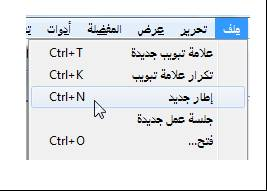 ملف تحرير عرض المفضلة أدوات
علامة تبويب جديدة Ctrl+T
تكرار علامة تبويب Ctrl+K
إطار جديد Ctrl+N
جلسة عمل جديدة
فتح... Ctrl+O